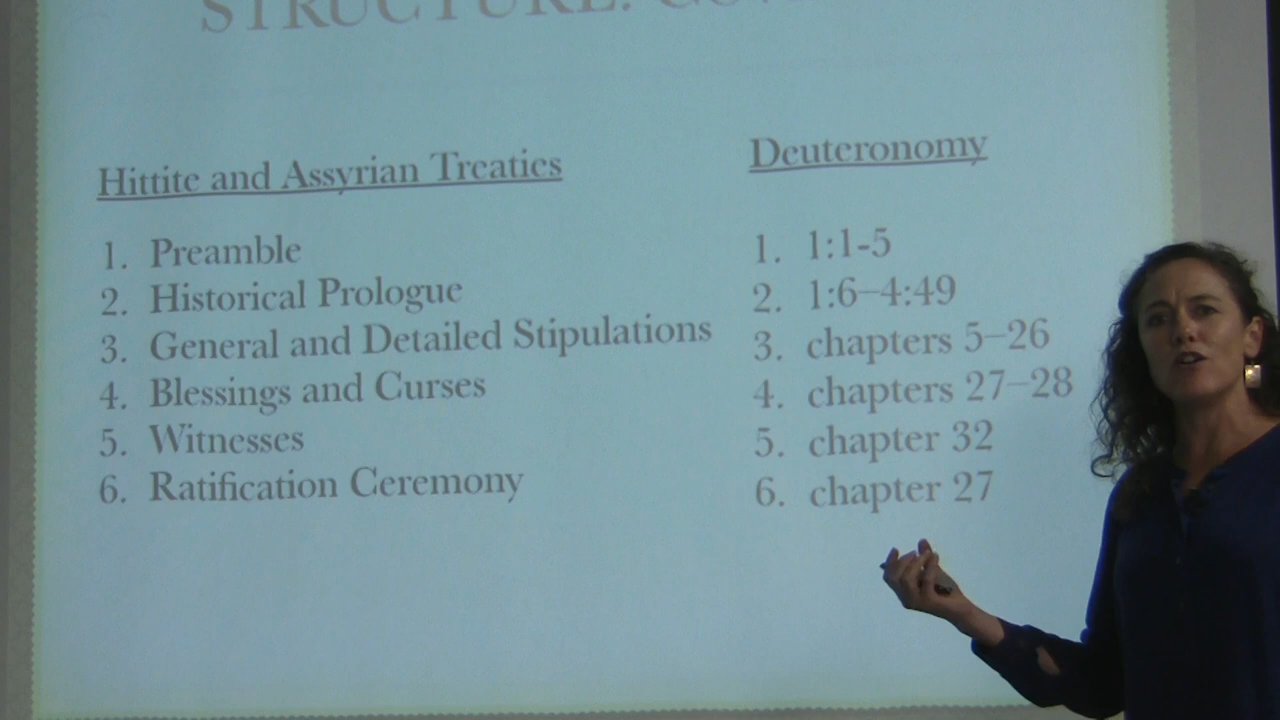 STRUCTURE:
Hittite and Assyrian Treaties
1. Preamble
2. Historical Prologue
3. General and Detailed Stipulations
4. Blessings and Curses
5. Witnesses
6. Ratification Ceremony
Deuteronomy
1. 1:1-5
2. 1:6–4:49
3. chapters 5–26
4. chapters 27–28
5. chapter 32
6. chapter 27